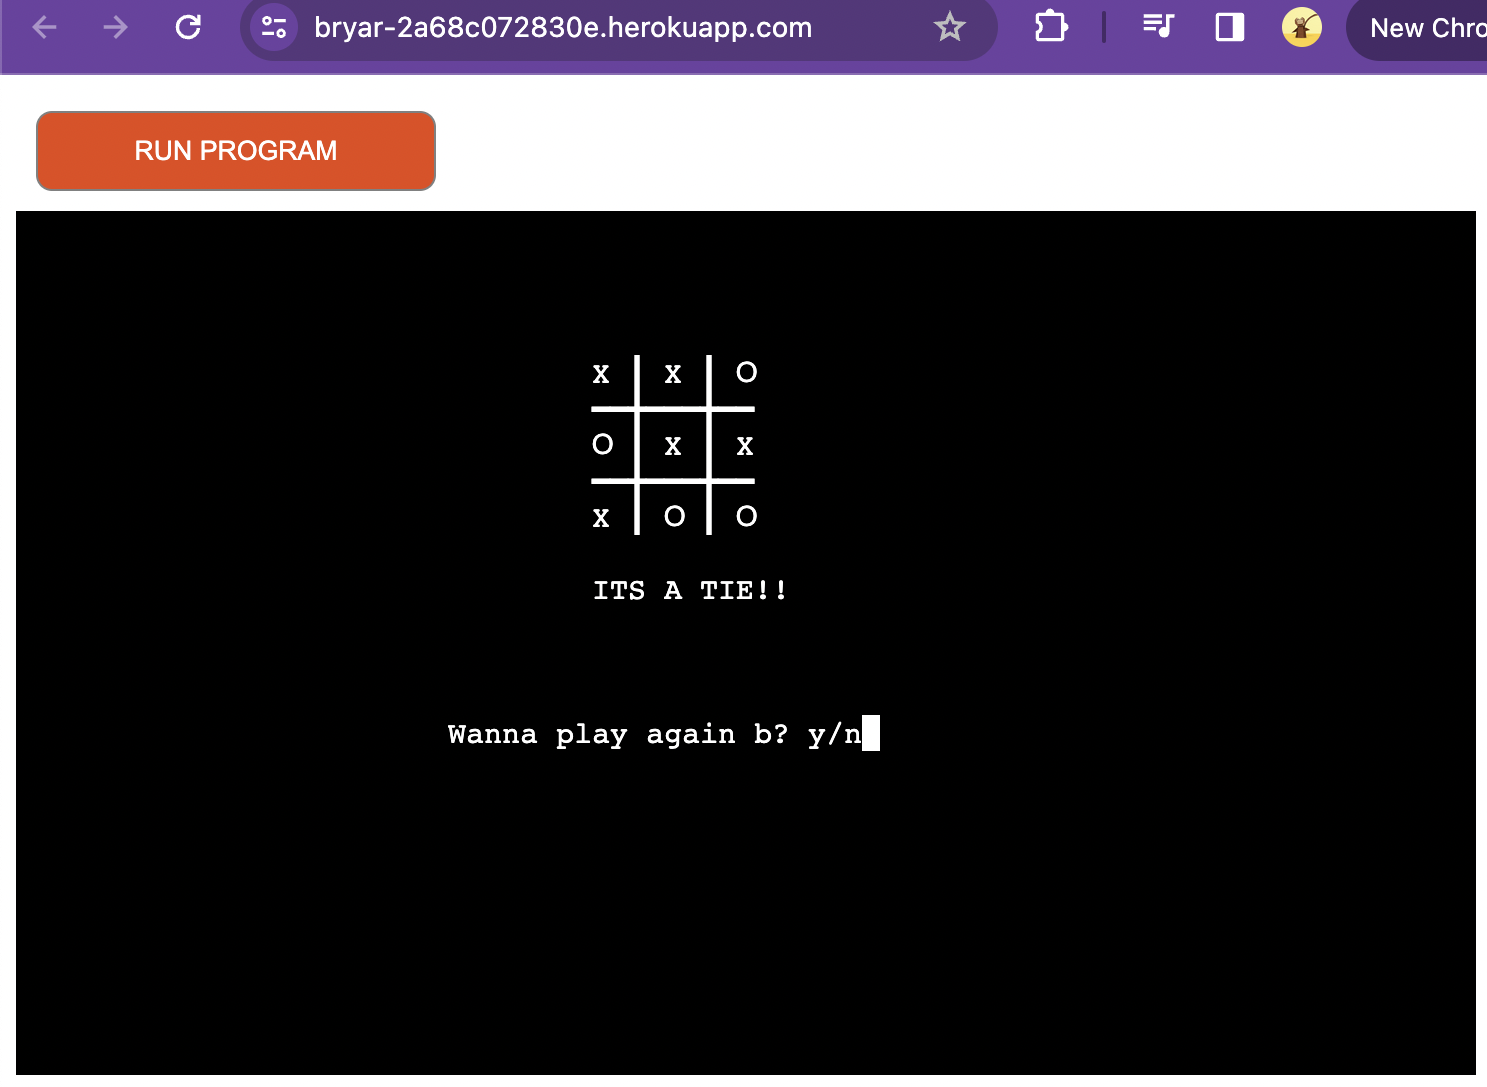 bryar-2a68c072830e.herokuapp.com
New Chro
RUN PROGRAM
x x O
O x x
x O O
ITS A TIE!!
Wanna play again b? y/n